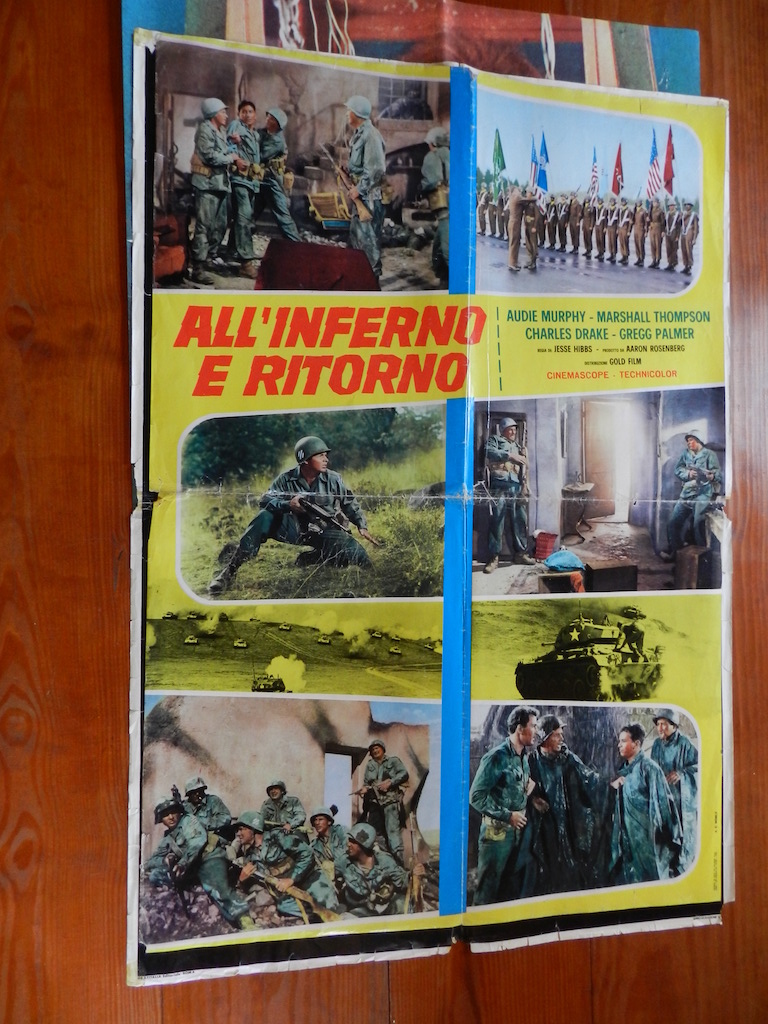 ALL'INFERNO
E RITORNO
AUDIE MURPHY - MARSHALL THOMPSON
CHARLES DRAKE - GREGG PALMER
REGIA DI JESSE HIBBS - PRODOTTO DA AARON ROSENBERG
DISTRIBUZIONE GOLD FILM
CINEMASCOPE - TECHNICOLOR